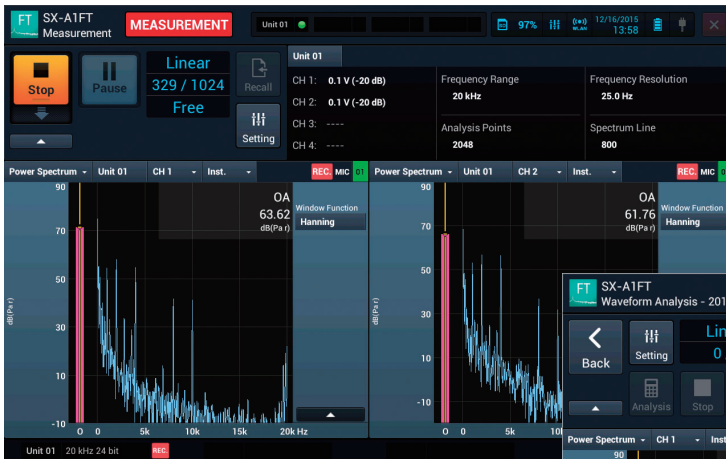 FT SX-A1FT
Measurement
MEASUREMENT
Unit 01
97%
WLAN
12/16/2015
13:58
Stop
Pause
Linear
329 / 1024
Free
Recall
Setting
Unit 01
CH 1: 0.1 V (-20 dB)
CH 2: 0.1 V (-20 dB)
CH 3: ----
CH 4: ----
Frequency Range
20 kHz
Frequency Resolution
25.0 Hz
Analysis Points
2048
Spectrum Line
800
Power Spectrum Unit 01 CH 1 Inst. REC. MIC 01
OA
63.62
dB(Pa r)
Window Function
Hanning
dB(Pa r)
90
70
50
30
10
-10
0 0 5k 10k 15k 20k Hz
Power Spectrum Unit 01 CH 2 Inst. REC. MIC 0
OA
61.76
dB(Pa r)
Window Function
Hanning
dB(Pa r)
90
70
50
30
10
-10
0 0 5k 10
FT SX-A1FT
Waveform Analysis - 201
Back
Setting
Lin
0
Analysis
Stop
Power Spectrum CH 1 Inst
90
Unit 01 20 kHz 24 bit REC.